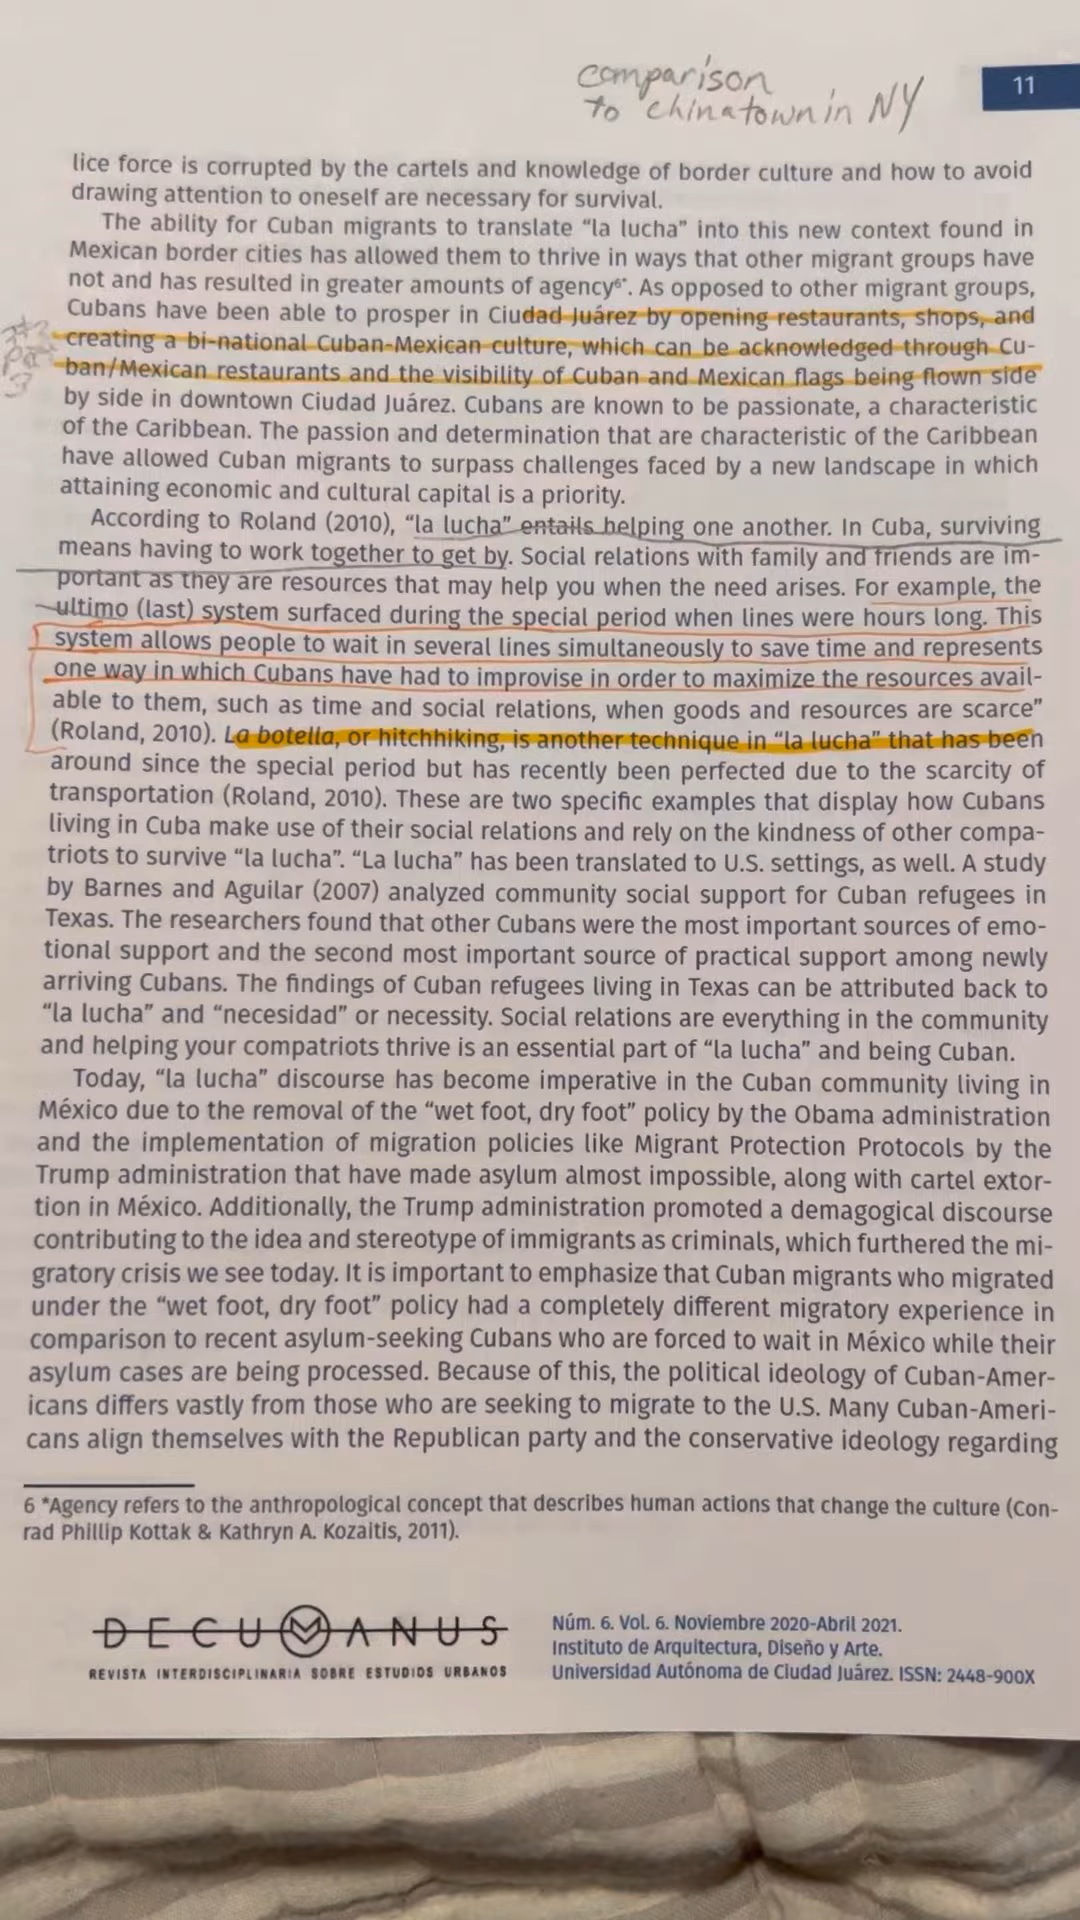 comparison
to chinatown in NY
11
lice force is corrupted by the cartels and knowledge of border culture and how to avoid
drawing attention to oneself are necessary for survival.
The ability for Cuban migrants to translate “la lucha” into this new context found in
Mexican border cities has allowed them to thrive in ways that other migrant groups have
not and has resulted in greater amounts of agency⁶*. As opposed to other migrant groups,
Cubans have been able to prosper in Ciudad Juárez by opening restaurants, shops, and
creating a bi-national Cuban-Mexican culture, which can be acknowledged through Cu-
ban/Mexican restaurants and the visibility of Cuban and Mexican flags being flown side
by side in downtown Ciudad Juárez. Cubans are known to be passionate, a characteristic
of the Caribbean. The passion and determination that are characteristic of the Caribbean
have allowed Cuban migrants to surpass challenges faced by a new landscape in which
attaining economic and cultural capital is a priority.
According to Roland (2010), “la lucha” entails helping one another. In Cuba, surviving
means having to work together to get by. Social relations with family and friends are im-
portant as they are resources that may help you when the need arises. For example, the
ultimo (last) system surfaced during the special period when lines were hours long. This
system allows people to wait in several lines simultaneously to save time and represents
one way in which Cubans have had to improvise in order to maximize the resources avail-
able to them, such as time and social relations, when goods and resources are scarce”
(Roland, 2010). La botella, or hitchhiking, is another technique in “la lucha” that has been
around since the special period but has recently been perfected due to the scarcity of
transportation (Roland, 2010). These are two specific examples that display how Cubans
living in Cuba make use of their social relations and rely on the kindness of other compa-
triots to survive “la lucha”. “La lucha” has been translated to U.S. settings, as well. A study
by Barnes and Aguilar (2007) analyzed community social support for Cuban refugees in
Texas. The researchers found that other Cubans were the most important sources of emo-
tional support and the second most important source of practical support among newly
arriving Cubans. The findings of Cuban refugees living in Texas can be attributed back to
“la lucha” and “necesidad” or necessity. Social relations are everything in the community
and helping your compatriots thrive is an essential part of “la lucha” and being Cuban.
Today, “la lucha” discourse has become imperative in the Cuban community living in
México due to the removal of the “wet foot, dry foot” policy by the Obama administration
and the implementation of migration policies like Migrant Protection Protocols by the
Trump administration that have made asylum almost impossible, along with cartel extor-
tion in México. Additionally, the Trump administration promoted a demagogical discourse
contributing to the idea and stereotype of immigrants as criminals, which furthered the mi-
gratory crisis we see today. It is important to emphasize that Cuban migrants who migrated
under the “wet foot, dry foot” policy had a completely different migratory experience in
comparison to recent asylum-seeking Cubans who are forced to wait in México while their
asylum cases are being processed. Because of this, the political ideology of Cuban-Amer-
icans differs vastly from those who are seeking to migrate to the U.S. Many Cuban-Ameri-
cans align themselves with the Republican party and the conservative ideology regarding
6 *Agency refers to the anthropological concept that describes human actions that change the culture (Con-
rad Phillip Kottak & Kathryn A. Kozaitis, 2011).
DECUMANUS
REVISTA INTERDISCIPLINARIA SOBRE ESTUDIOS URBANOS
Núm. 6. Vol. 6. Noviembre 2020-Abril 2021.
Instituto de Arquitectura, Diseño y Arte.
Universidad Autónoma de Ciudad Juárez. ISSN: 2448-900X